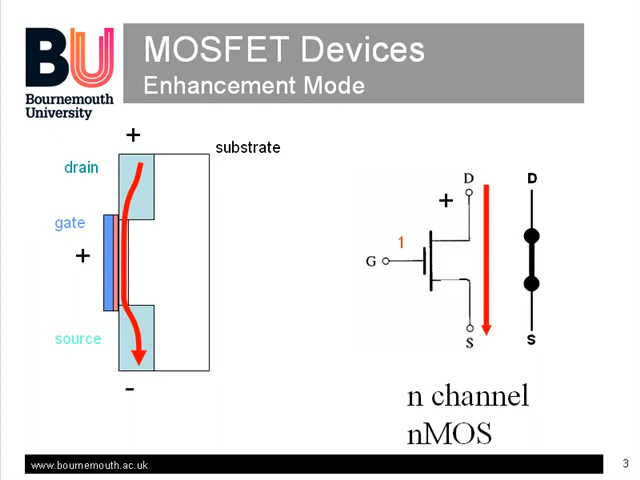 BU
Bournemouth
University
MOSFET Devices
Enhancement Mode
+
substrate
drain
gate
+
source
-
D
+
1
G
S
D
S
n channel
nMOS
www.bournemouth.ac.uk
3